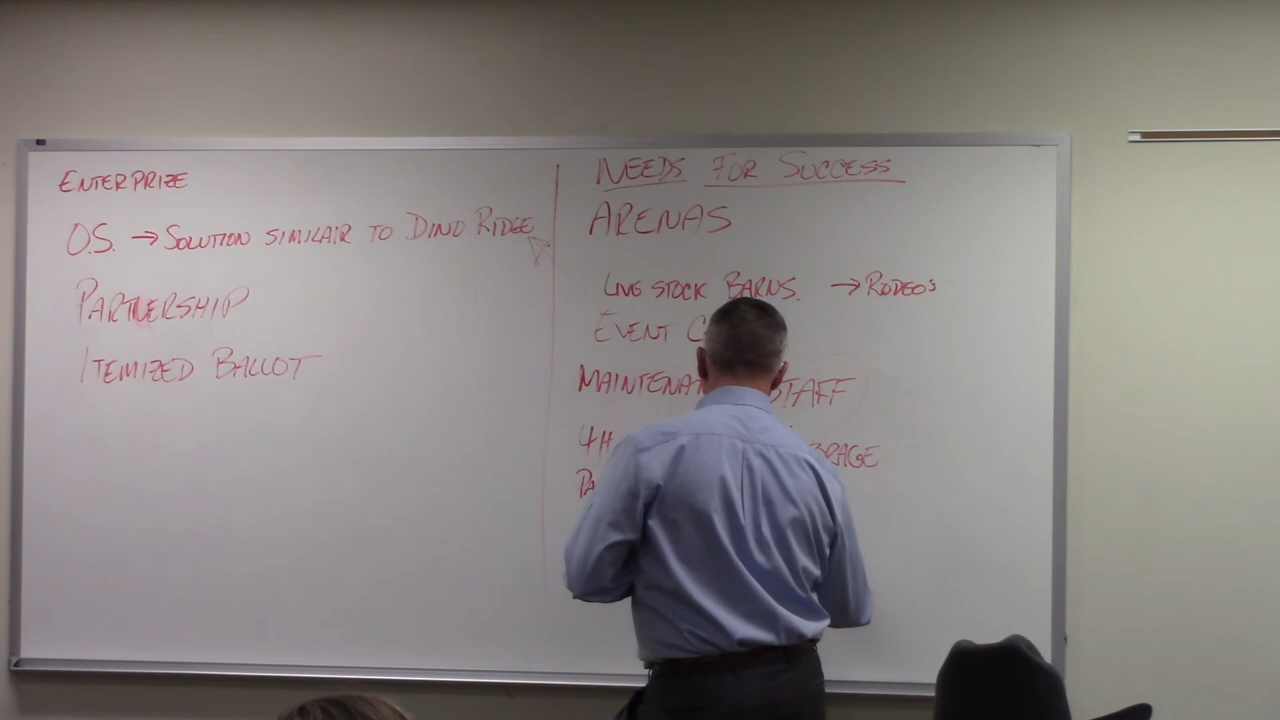 ENTERPRIZE
O.S. → SOLUTION SIMILAIR TO DINO RIDGE
PARTNERSHIP
ITEMIZED BALLOT
NEEDS FOR SUCCESS
ARENAS
LIVE STOCK BARNS. → RODEO'S
EVENT
STAFF
4H